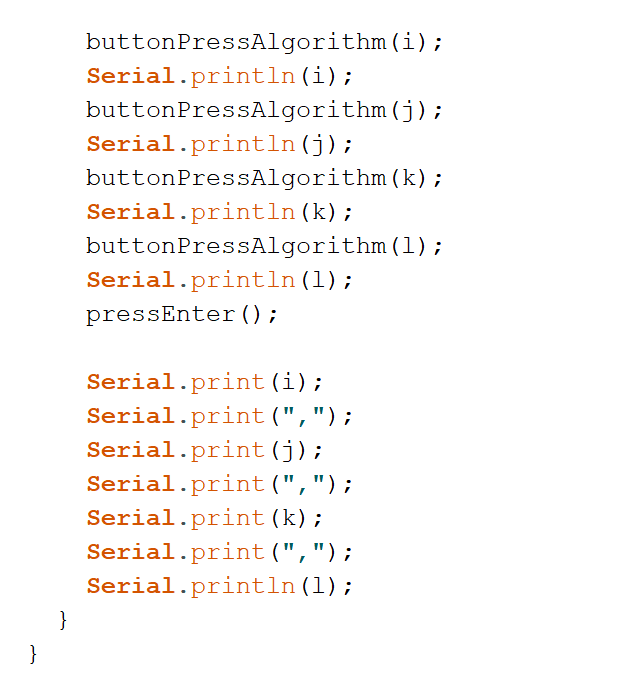 buttonPressAlgorithm(i);
Serial.println(i);
buttonPressAlgorithm(j);
Serial.println(j);
buttonPressAlgorithm(k);
Serial.println(k);
buttonPressAlgorithm(l);
Serial.println(l);
pressEnter();

Serial.print(i);
Serial.print(",");
Serial.print(j);
Serial.print(",");
Serial.print(k);
Serial.print(",");
Serial.println(l);
}
}